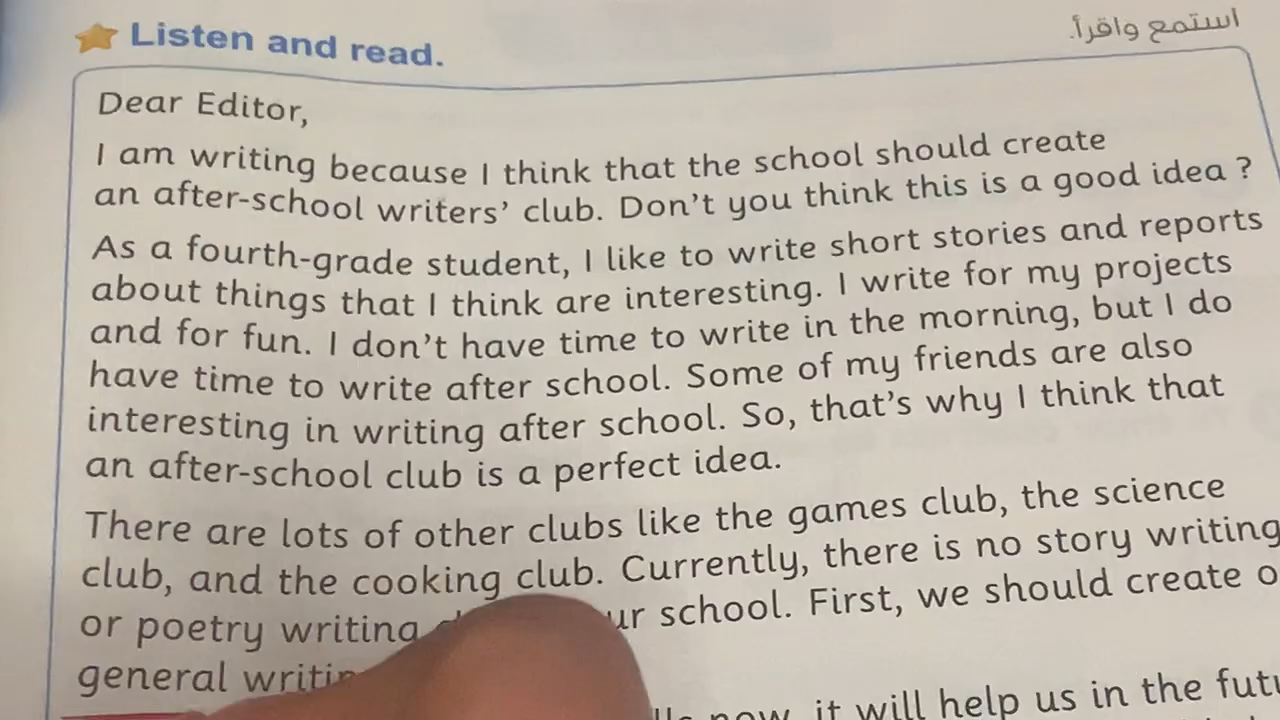 Listen and read.
استمع واقرأ.
Dear Editor,
I am writing because I think that the school should create
an after-school writers’ club. Don’t you think this is a good idea ?
As a fourth-grade student, I like to write short stories and reports
about things that I think are interesting. I write for my projects
and for fun. I don’t have time to write in the morning, but I do
have time to write after school. Some of my friends are also
interesting in writing after school. So, that’s why I think that
an after-school club is a perfect idea.
There are lots of other clubs like the games club, the science
club, and the cooking club. Currently, there is no story writing
or poetry writing school. First, we should create
general
now, it will help us in the